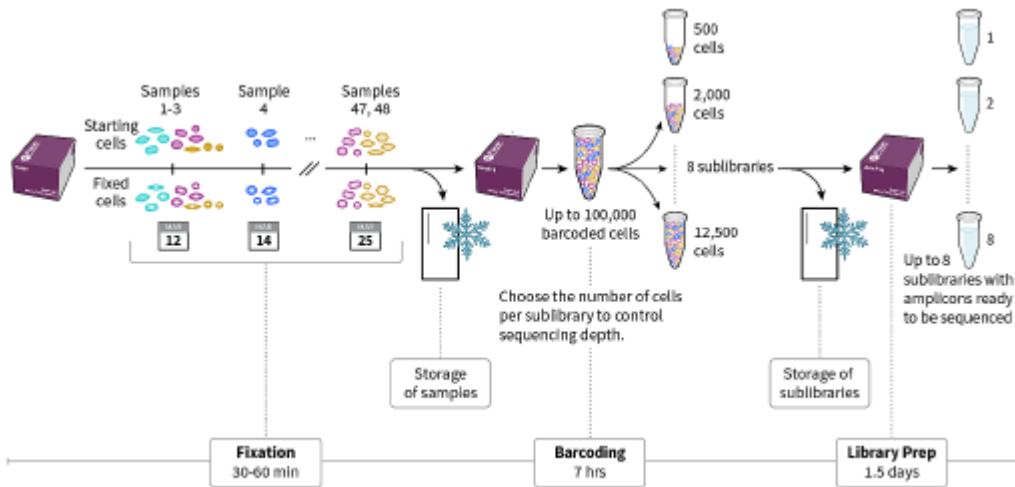 500
cells
1
Samples
1-3
Sample
4
Samples
47, 48
2,000
cells
2
...
Starting
cells
8 sublibraries
Fixed
cells
12
14
25
Up to 100,000
barcoded cells
12,500
cells
8
Up to 8
sublibraries with
amplicons ready
to be sequenced
Choose the number of cells
per sublibrary to control
sequencing depth.
Storage
of samples
Storage of
sublibraries
Fixation
30-60 min
Barcoding
7 hrs
Library Prep
1.5 days